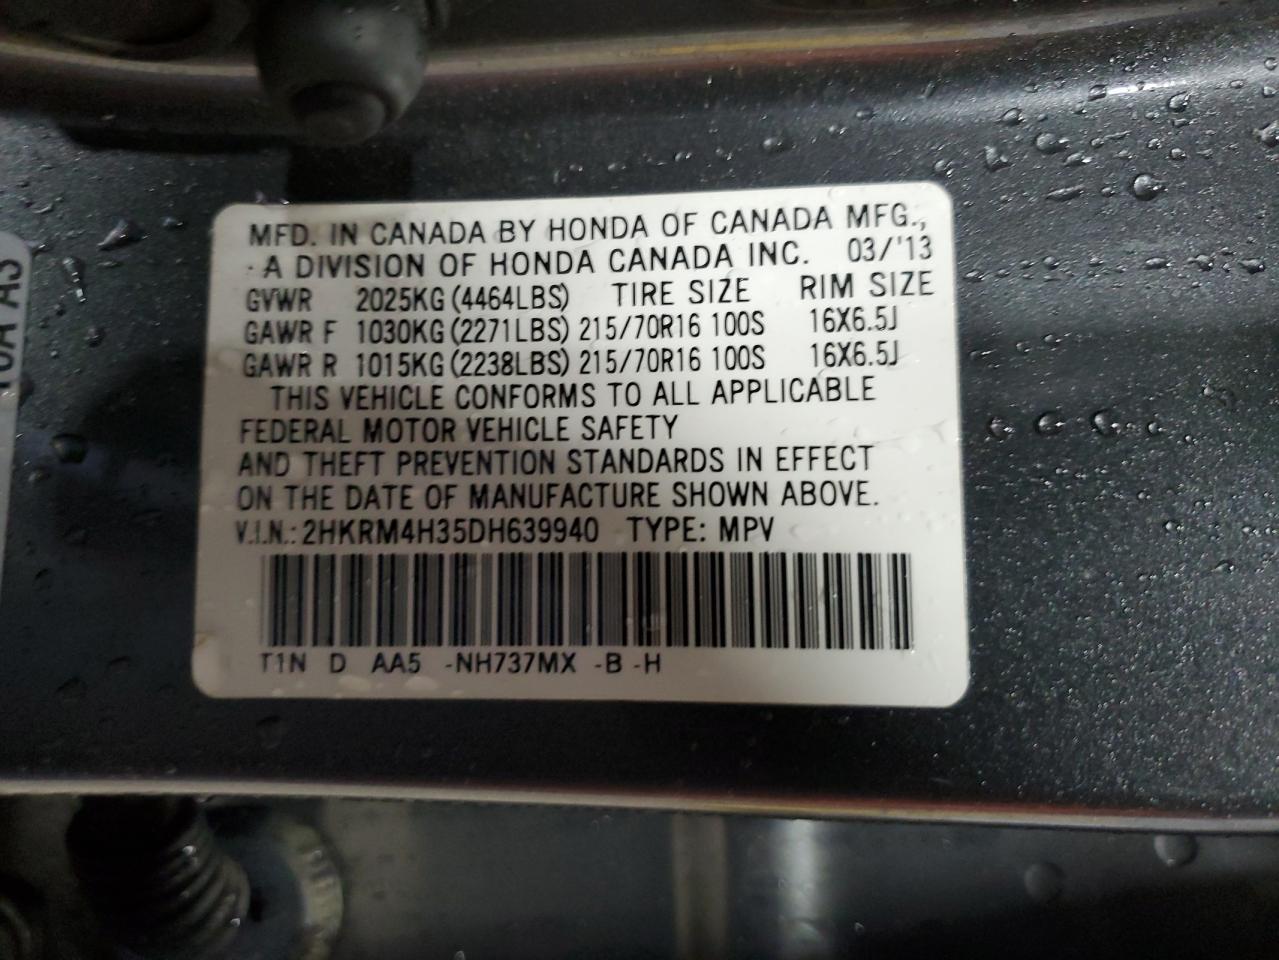 MFD. IN CANADA BY HONDA OF CANADA MFG.,
A DIVISION OF HONDA CANADA INC. 03/'13
GVWR 2025KG (4464LBS) TIRE SIZE RIM SIZE
GAWR F 1030KG (2271LBS) 215/70R16 100S 16X6.5J
GAWR R 1015KG (2238LBS) 215/70R16 100S 16X6.5J
THIS VEHICLE CONFORMS TO ALL APPLICABLE
FEDERAL MOTOR VEHICLE SAFETY
AND THEFT PREVENTION STANDARDS IN EFFECT
ON THE DATE OF MANUFACTURE SHOWN ABOVE.
V.I.N.: 2HKRM4H35DH639940 TYPE: MPV
T1N D AA5 -NH737MX -B -H